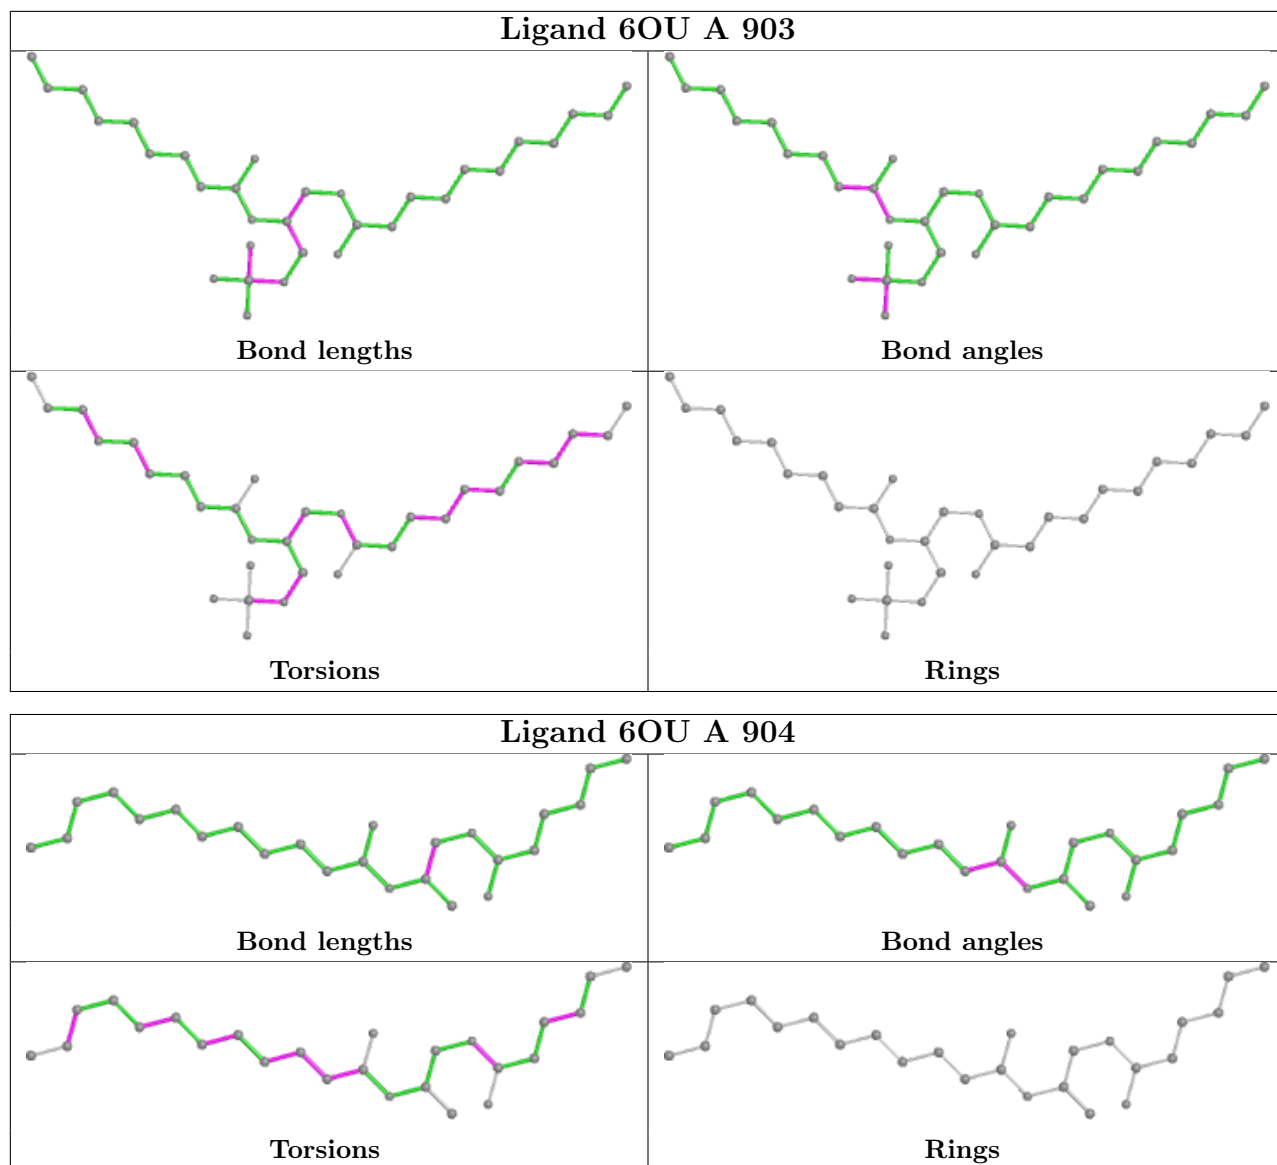 Ligand 6OU A 903
Bond lengths
Bond angles
Torsions
Rings
Ligand 6OU A 904
Bond lengths
Bond angles
Torsions
Rings